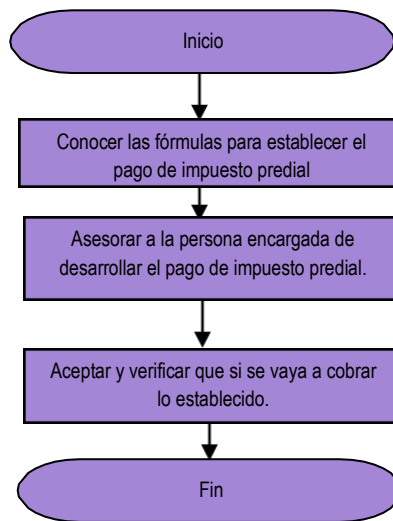 Inicio
Conocer las fórmulas para establecer el
pago de impuesto predial
Asesorar a la persona encargada de
desarrollar el pago de impuesto predial.
Aceptar y verificar que si se vaya a cobrar
lo establecido.
Fin